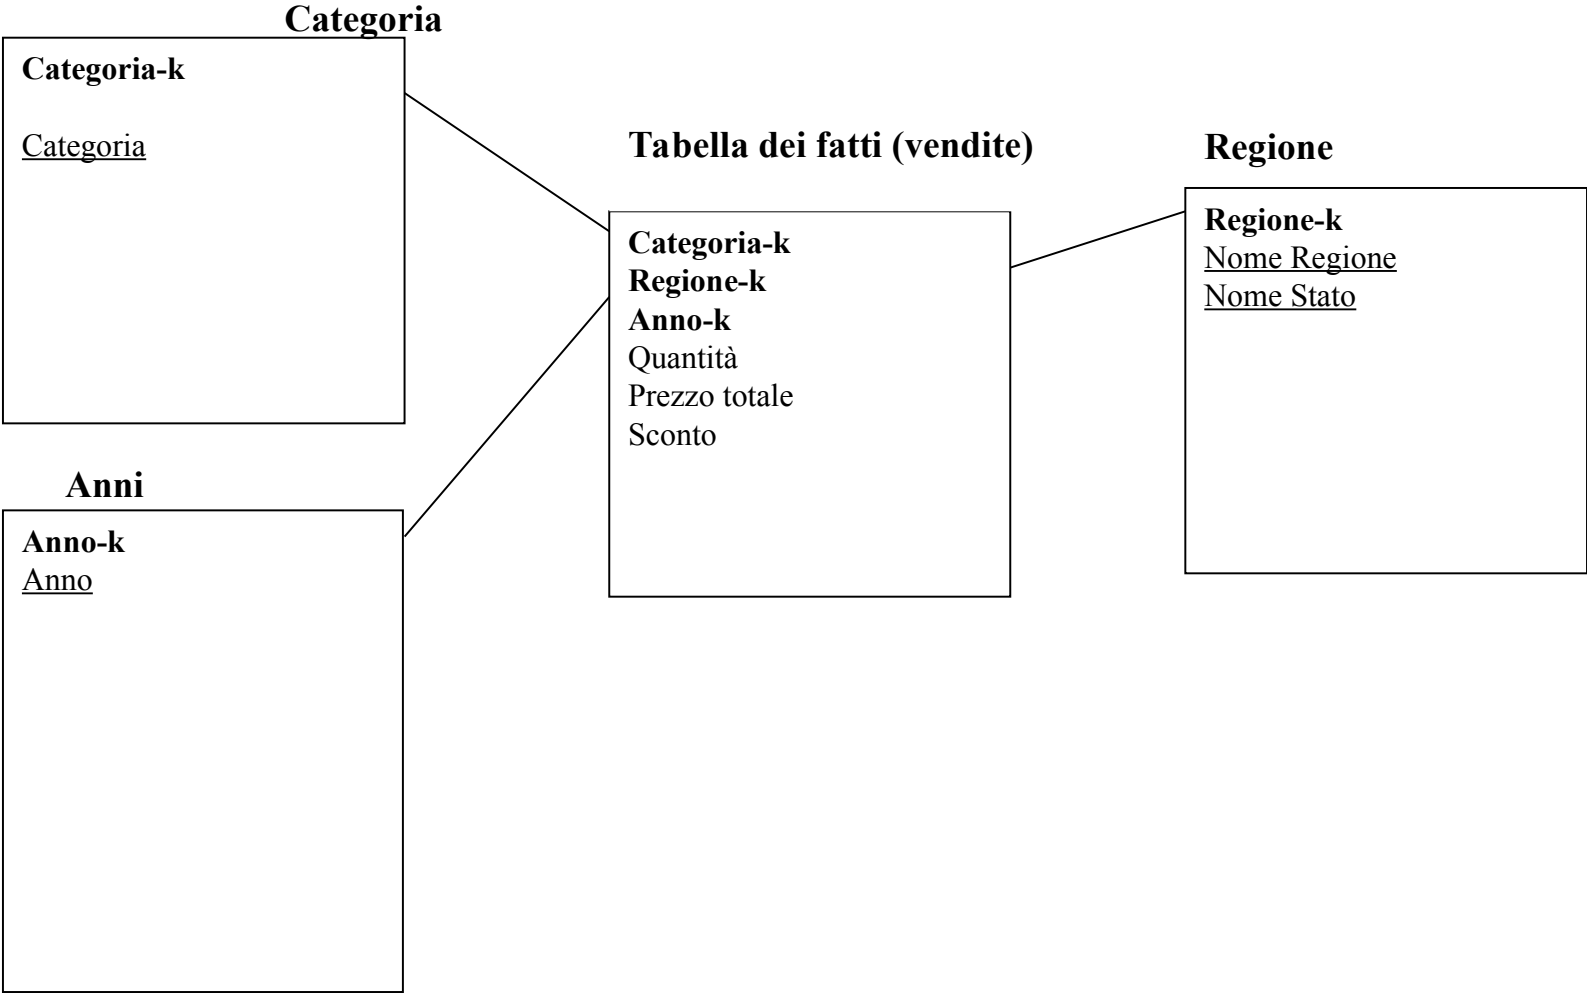 Categoria
Categoria-k
Categoria
Tabella dei fatti (vendite)
Categoria-k
Regione-k
Anno-k
Quantità
Prezzo totale
Sconto
Regione
Regione-k
Nome Regione
Nome Stato
Anni
Anno-k
Anno